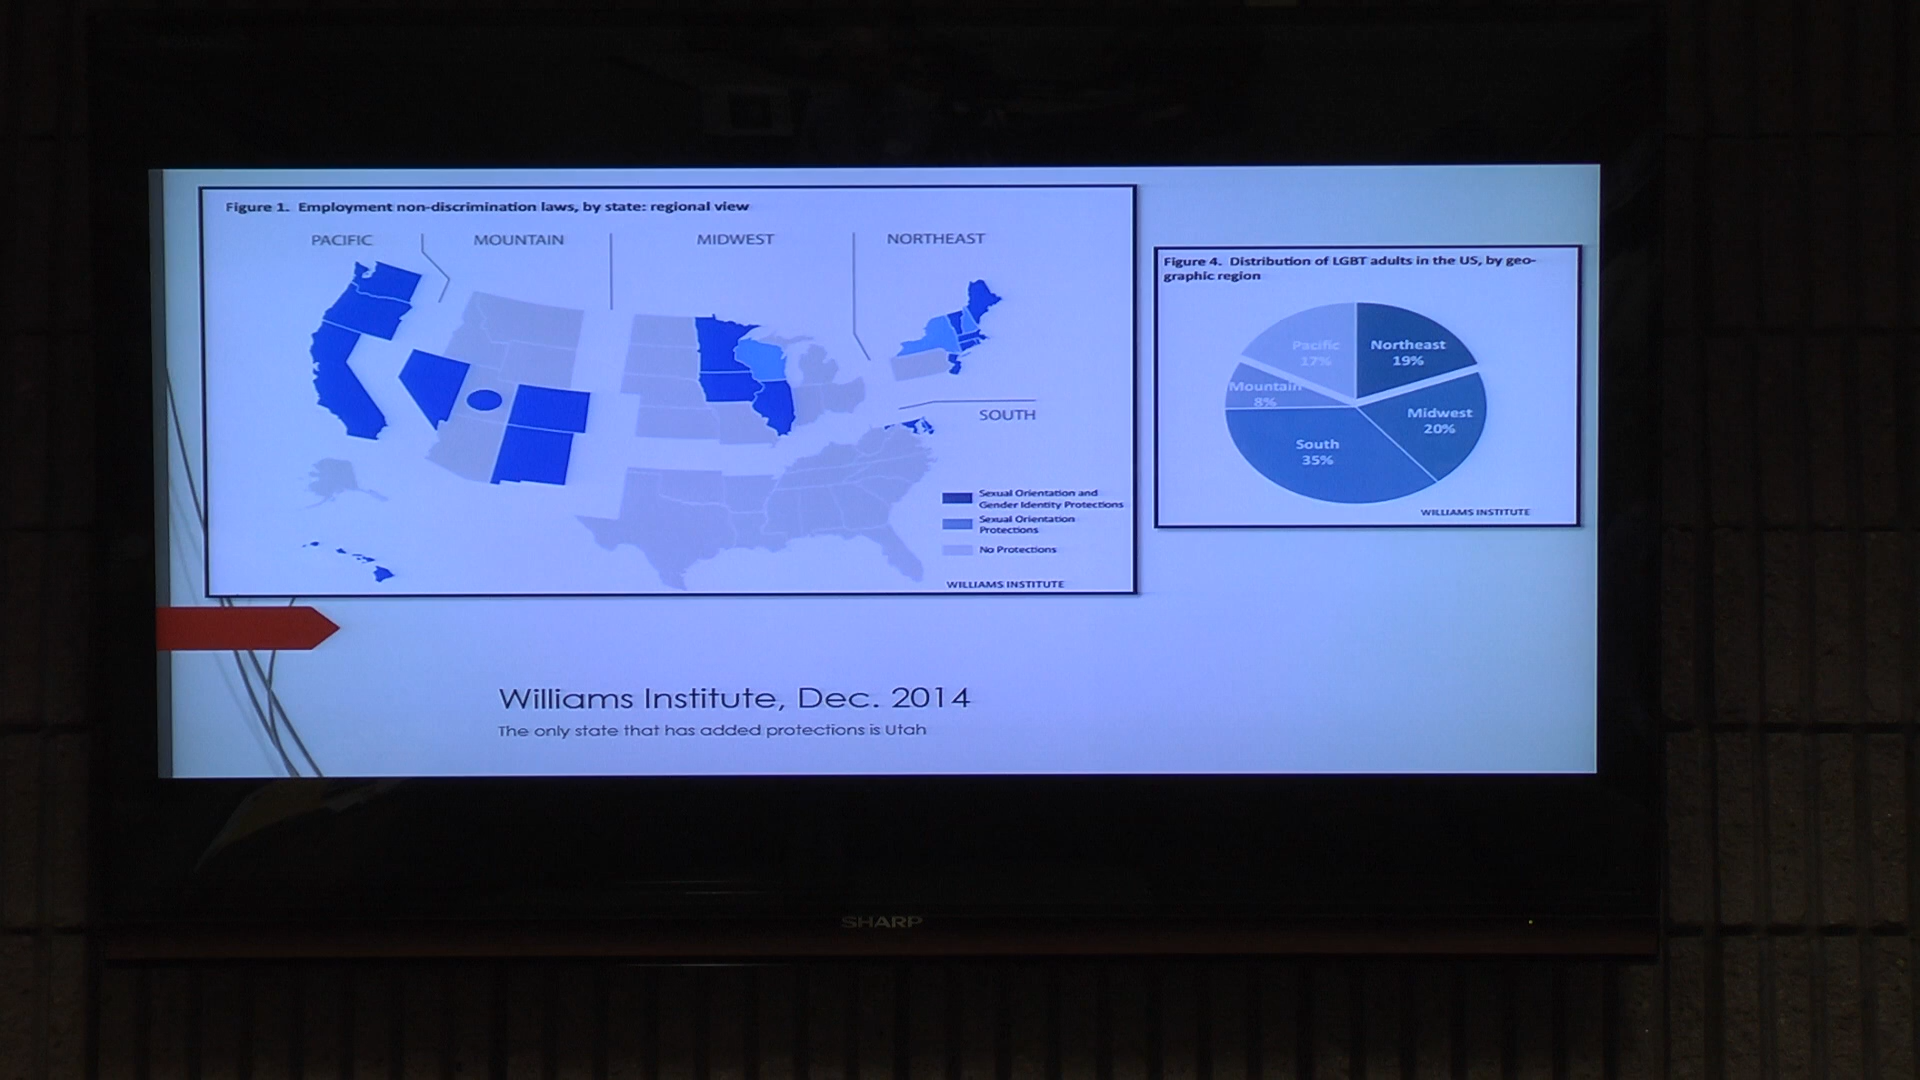 Figure 1. Employment non-discrimination laws, by state: regional view
PACIFIC
MOUNTAIN
MIDWEST
NORTHEAST
SOUTH
Sexual Orientation and
Gender Identity Protections
Sexual Orientation
Protections
No Protections
WILLIAMS INSTITUTE
Figure 4. Distribution of LGBT adults in the US, by geo-
graphic region
Pacific
17%
Northeast
19%
Mountain
8%
Midwest
20%
South
35%
WILLIAMS INSTITUTE
Williams Institute, Dec. 2014
The only state that has added protections is Utah
SHARP